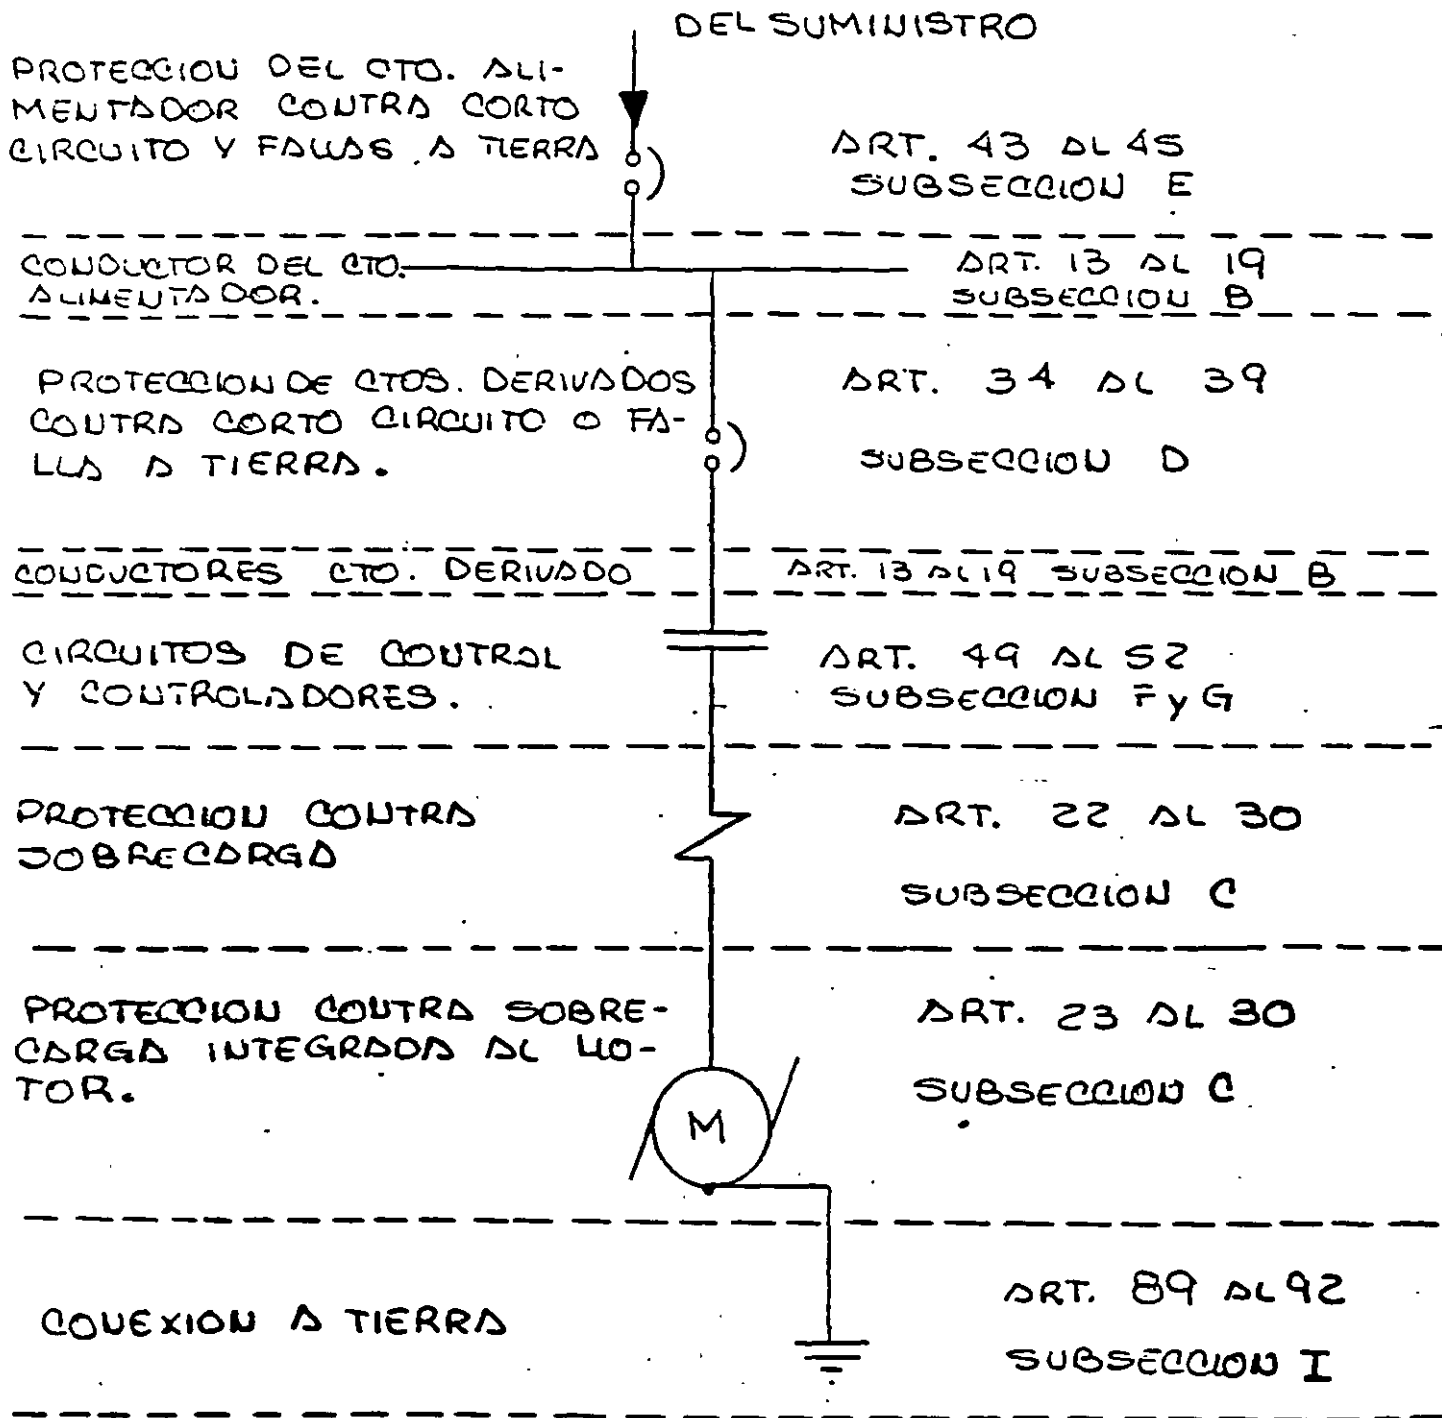 DEL SUMINISTRO
PROTECCION DEL CTO. ALI-
MENTADOR CONTRA CORTO
CIRCUITO Y FALLAS A TIERRA
ART. 43 AL 45
SUBSECCION E
CONDUCTOR DEL CTO.
ALIMENTADOR.
ART. 13 AL 19
SUBSECCION B
PROTECCION DE CTOS. DERIVADOS
CONTRA CORTO CIRCUITO O FA-
LLA A TIERRA.
ART. 34 AL 39
SUBSECCION D
CONDUCTORES CTO. DERIVADO
ART. 13 AL 19 SUBSECCION B
CIRCUITOS DE CONTROL
Y CONTROLADORES.
ART. 49 AL 52
SUBSECCION F y G
PROTECCION CONTRA
SOBRECARGA
ART. 22 AL 30
SUBSECCION C
PROTECCION CONTRA SOBRE-
CARGA INTEGRADA AL MO-
TOR.
ART. 23 AL 30
SUBSECCION C
M
CONEXION A TIERRA
ART. 89 AL 92
SUBSECCION I